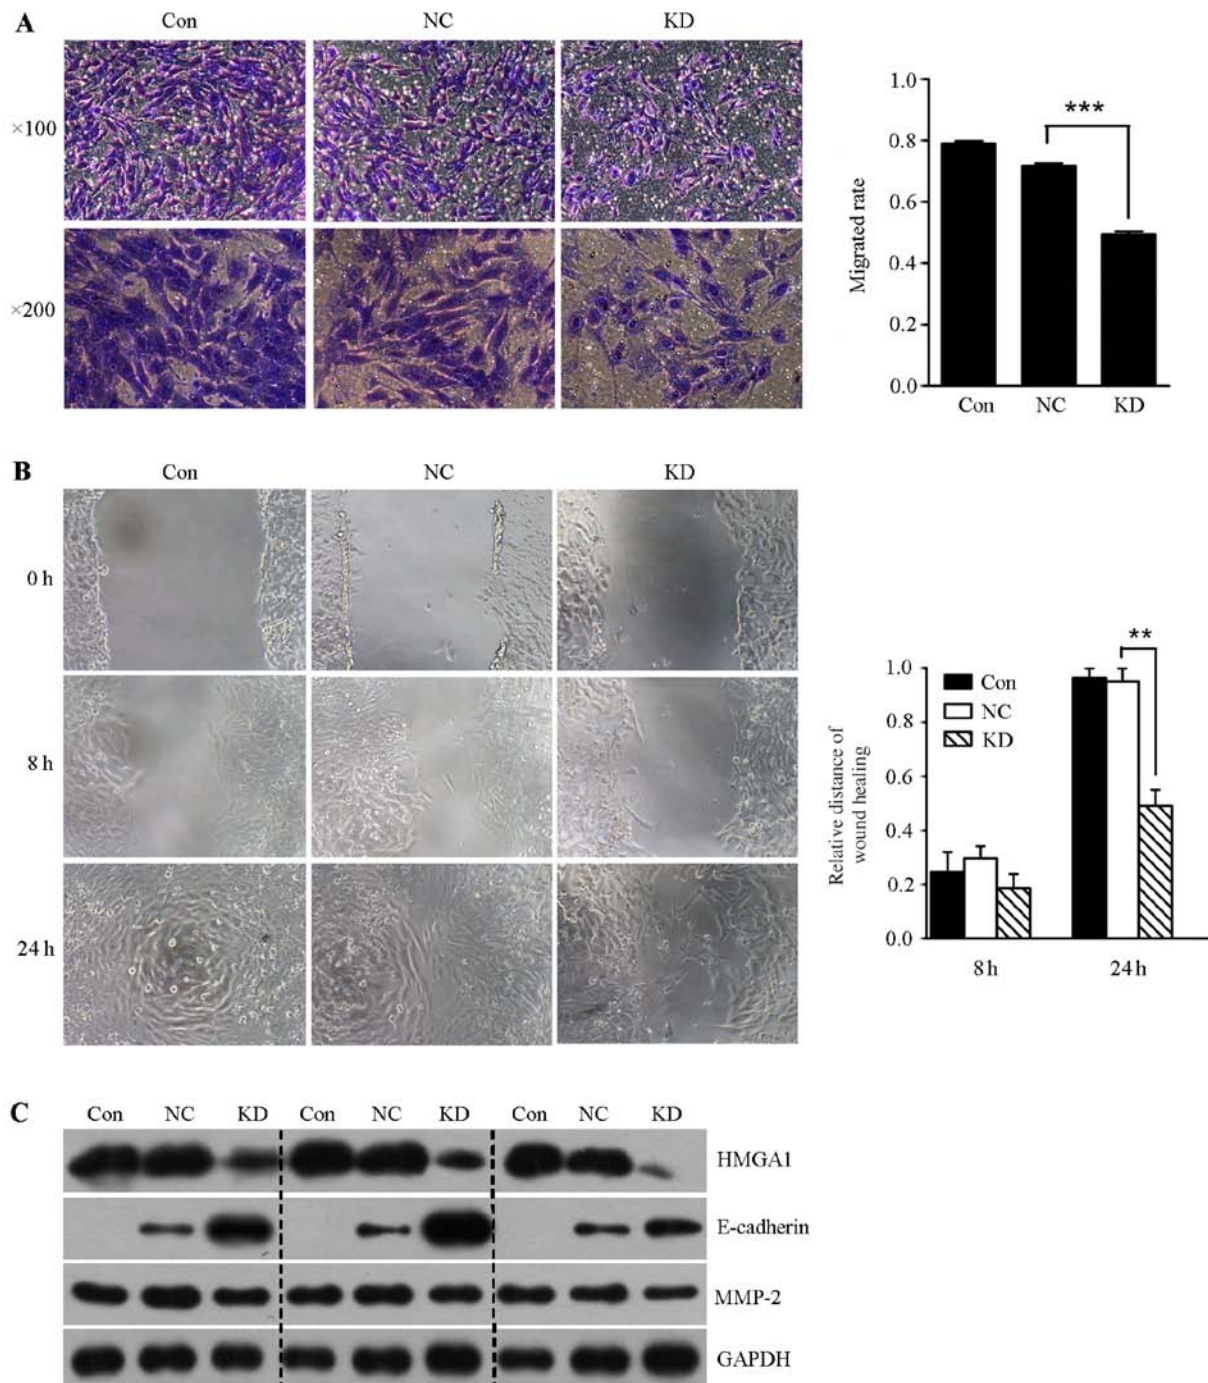 A
Con NC KD
×100
×200
Migrated rate
1.0
0.8
0.6
0.4
0.2
0.0
***
Con NC KD
B
Con NC KD
0 h
8 h
24 h
Relative distance of
wound healing
1.0
0.8
0.6
0.4
0.2
0.0
Con
NC
KD
**
8 h 24 h
C
Con NC KD Con NC KD Con NC KD
HMGA1
E-cadherin
MMP-2
GAPDH